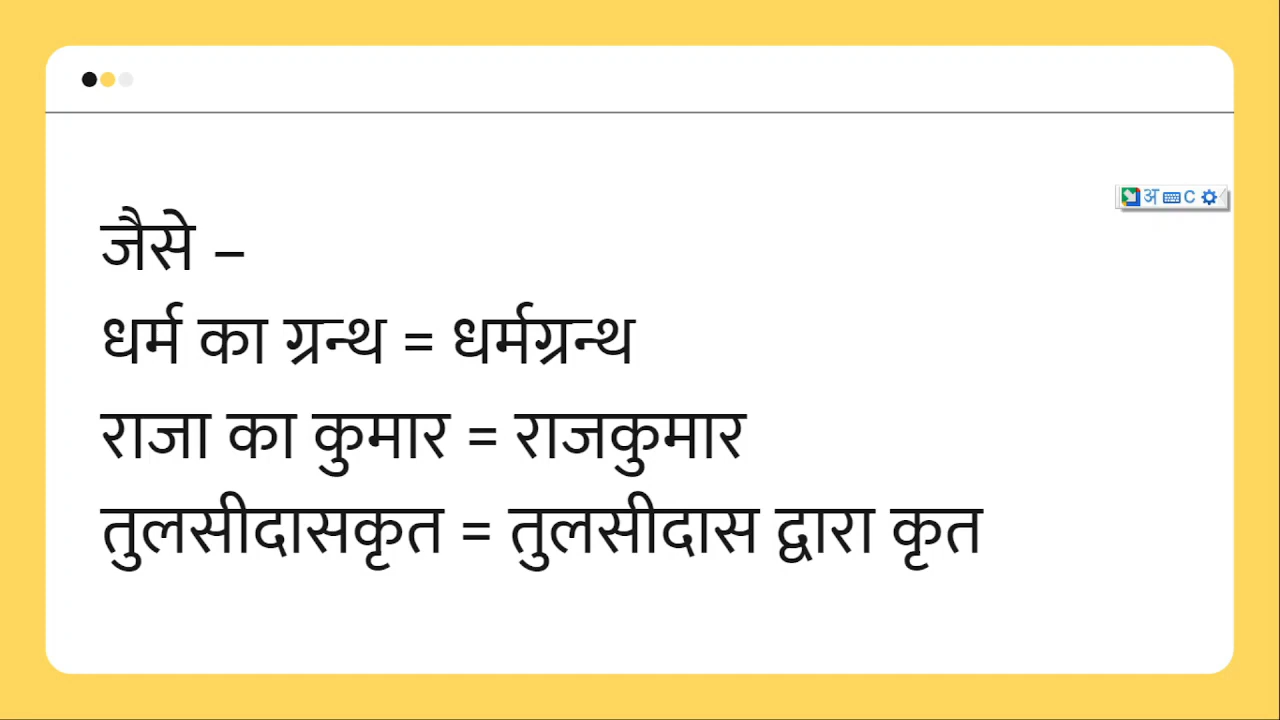 अ C
जैसे –
धर्म का ग्रन्थ = धर्मग्रन्थ
राजा का कुमार = राजकुमार
तुलसीदासकृत = तुलसीदास द्वारा कृत